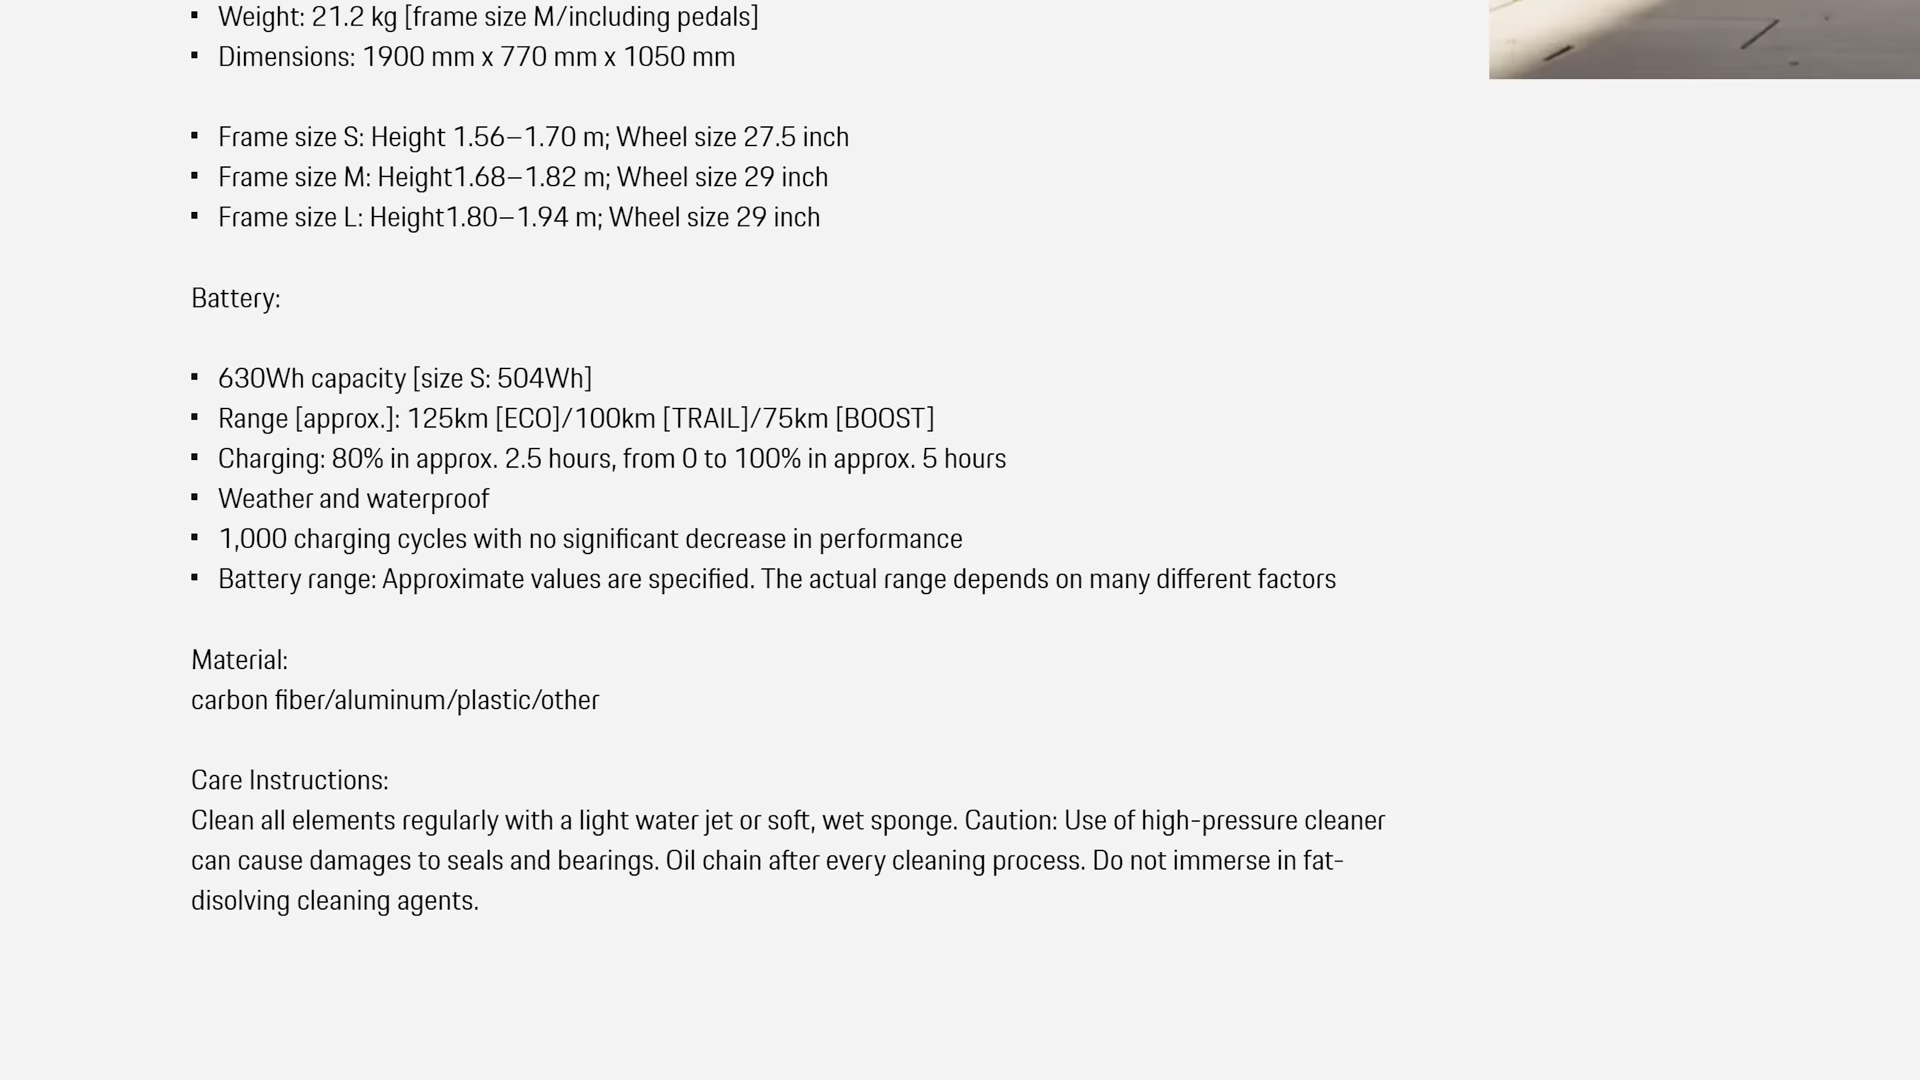 ▪ Weight: 21.2 kg [frame size M/including pedals]
▪ Dimensions: 1900 mm x 770 mm x 1050 mm
▪ Frame size S: Height 1.56–1.70 m; Wheel size 27.5 inch
▪ Frame size M: Height1.68–1.82 m; Wheel size 29 inch
▪ Frame size L: Height1.80–1.94 m; Wheel size 29 inch
Battery:
▪ 630Wh capacity [size S: 504Wh]
▪ Range [approx.]: 125km [ECO]/100km [TRAIL]/75km [BOOST]
▪ Charging: 80% in approx. 2.5 hours, from 0 to 100% in approx. 5 hours
▪ Weather and waterproof
▪ 1,000 charging cycles with no significant decrease in performance
▪ Battery range: Approximate values are specified. The actual range depends on many different factors
Material:
carbon fiber/aluminum/plastic/other
Care Instructions:
Clean all elements regularly with a light water jet or soft, wet sponge. Caution: Use of high-pressure cleaner
can cause damages to seals and bearings. Oil chain after every cleaning process. Do not immerse in fat-
disolving cleaning agents.